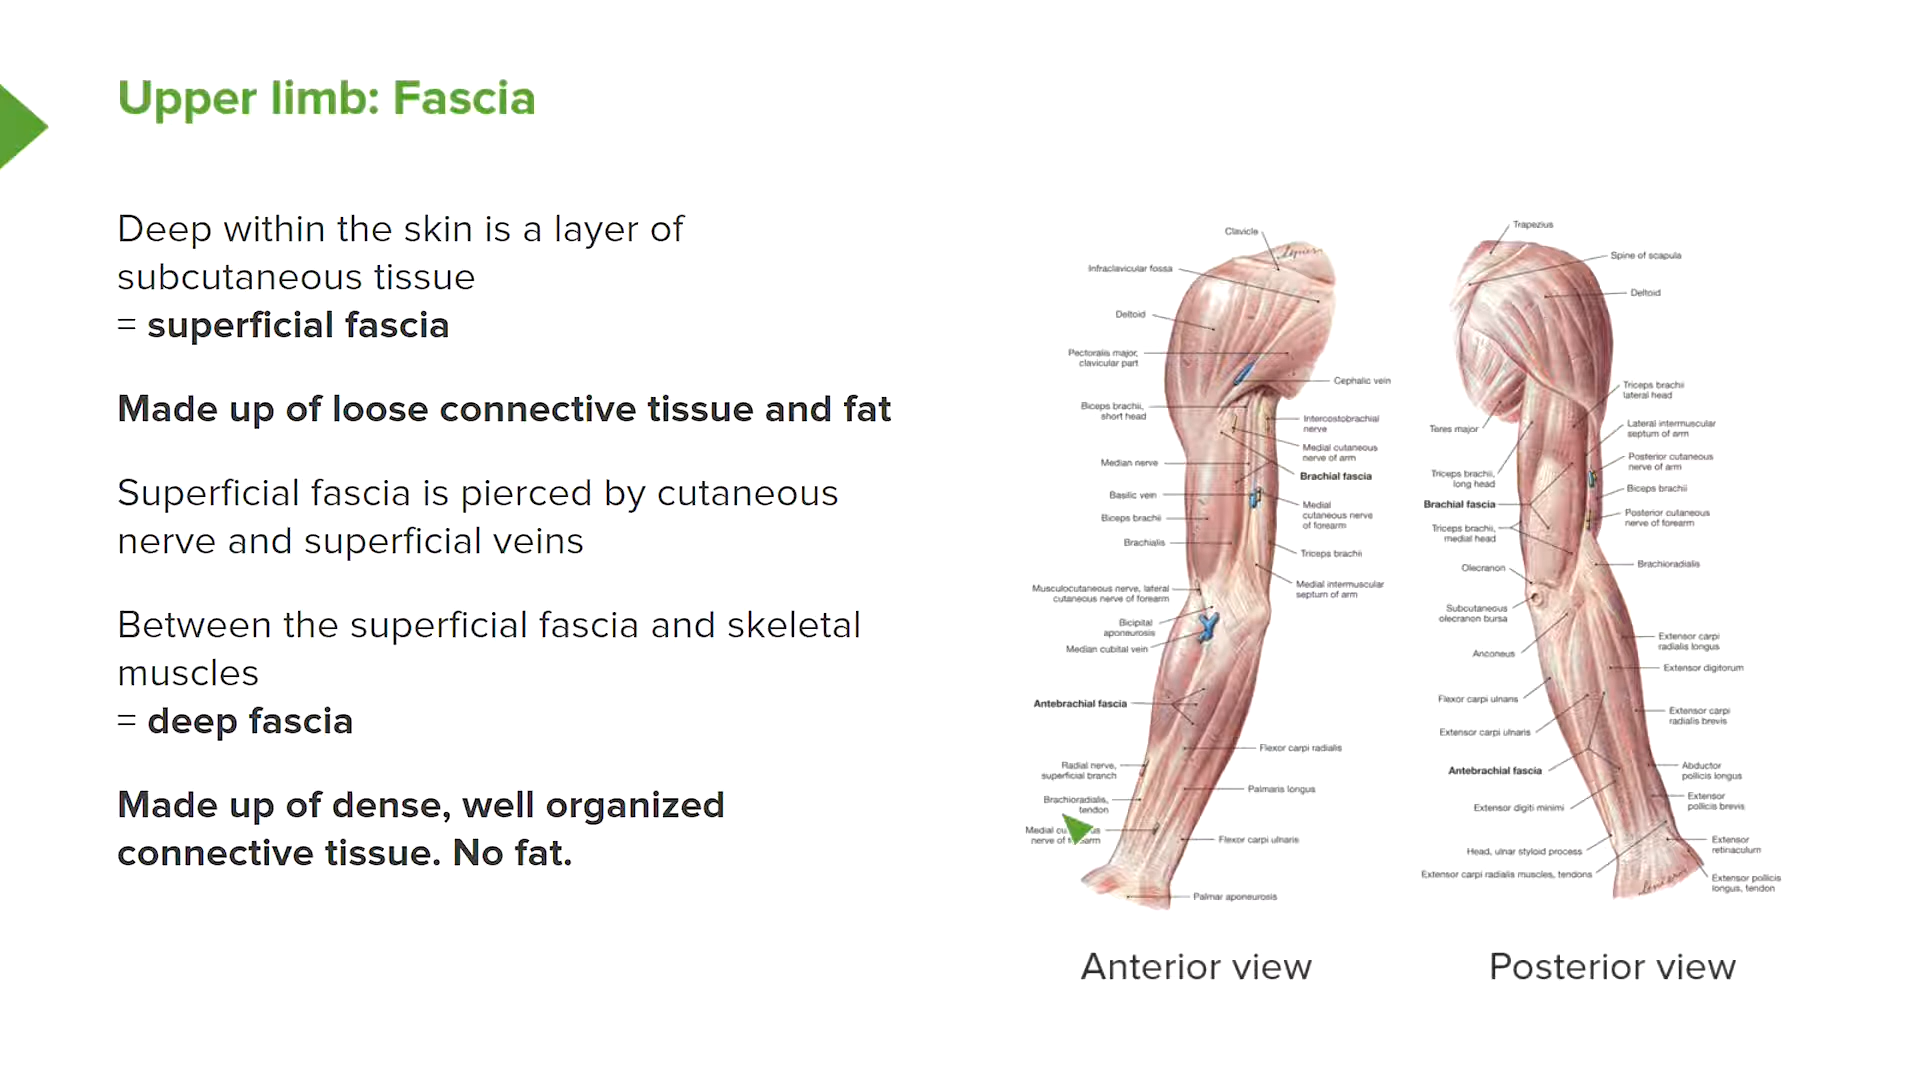 Upper limb: Fascia
Deep within the skin is a layer of
subcutaneous tissue
= superficial fascia
Made up of loose connective tissue and fat
Superficial fascia is pierced by cutaneous
nerve and superficial veins
Between the superficial fascia and skeletal
muscles
= deep fascia
Made up of dense, well organized
connective tissue. No fat.
Clavicle
Infraclavicular fossa
Deltoid
Pectoralis major,
clavicular part
Cephalic vein
Biceps brachii,
short head
Intercostobrachial
nerve
Medial cutaneous
nerve of arm
Median nerve
Brachial fascia
Basilic vein
Medial
cutaneous nerve
of forearm
Biceps brachii
Brachialis
Triceps brachii
Musculocutaneous nerve, lateral
cutaneous nerve of forearm
Medial intermuscular
septum of arm
Bicipital
aponeurosis
Median cubital vein
Antebrachial fascia
Flexor carpi radialis
Radial nerve,
superficial branch
Palmaris longus
Brachioradialis,
tendon
Medial
nerve of
Flexor carpi ulnaris
Palmar aponeurosis
Anterior view
Trapezius
Spine of scapula
Deltoid
Triceps brachii
lateral head
Teres major
Lateral intermuscular
septum of arm
Posterior cutaneous
nerve of arm
Triceps brachii,
long head
Biceps brachii
Brachial fascia
Posterior cutaneous
nerve of forearm
Triceps brachii,
medial head
Olecranon
Brachioradialis
Subcutaneous
olecranon bursa
Extensor carpi
radialis longus
Anconeus
Extensor digitorum
Flexor carpi ulnaris
Extensor carpi
radialis brevis
Extensor carpi ulnaris
Antebrachial fascia
Abductor
pollicis longus
Extensor
pollicis brevis
Extensor digiti minimi
Extensor
retinaculum
Head, ulnar styloid process
Extensor carpi radialis muscles, tendons
Extensor pollicis
longus, tendon
Posterior view